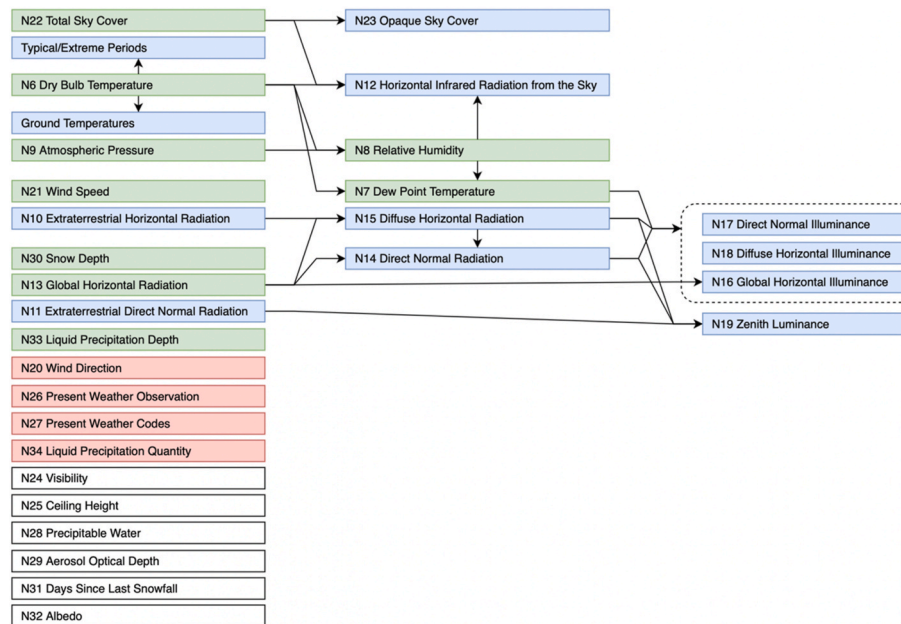 N22 Total Sky Cover
N23 Opaque Sky Cover
Typical/Extreme Periods
N6 Dry Bulb Temperature
N12 Horizontal Infrared Radiation from the Sky
Ground Temperatures
N9 Atmospheric Pressure
N8 Relative Humidity
N21 Wind Speed
N7 Dew Point Temperature
N10 Extraterrestrial Horizontal Radiation
N15 Diffuse Horizontal Radiation
N17 Direct Normal Illuminance
N30 Snow Depth
N14 Direct Normal Radiation
N18 Diffuse Horizontal Illuminance
N13 Global Horizontal Radiation
N16 Global Horizontal Illuminance
N11 Extraterrestrial Direct Normal Radiation
N19 Zenith Luminance
N33 Liquid Precipitation Depth
N20 Wind Direction
N26 Present Weather Observation
N27 Present Weather Codes
N34 Liquid Precipitation Quantity
N24 Visibility
N25 Ceiling Height
N28 Precipitable Water
N29 Aerosol Optical Depth
N31 Days Since Last Snowfall
N32 Albedo